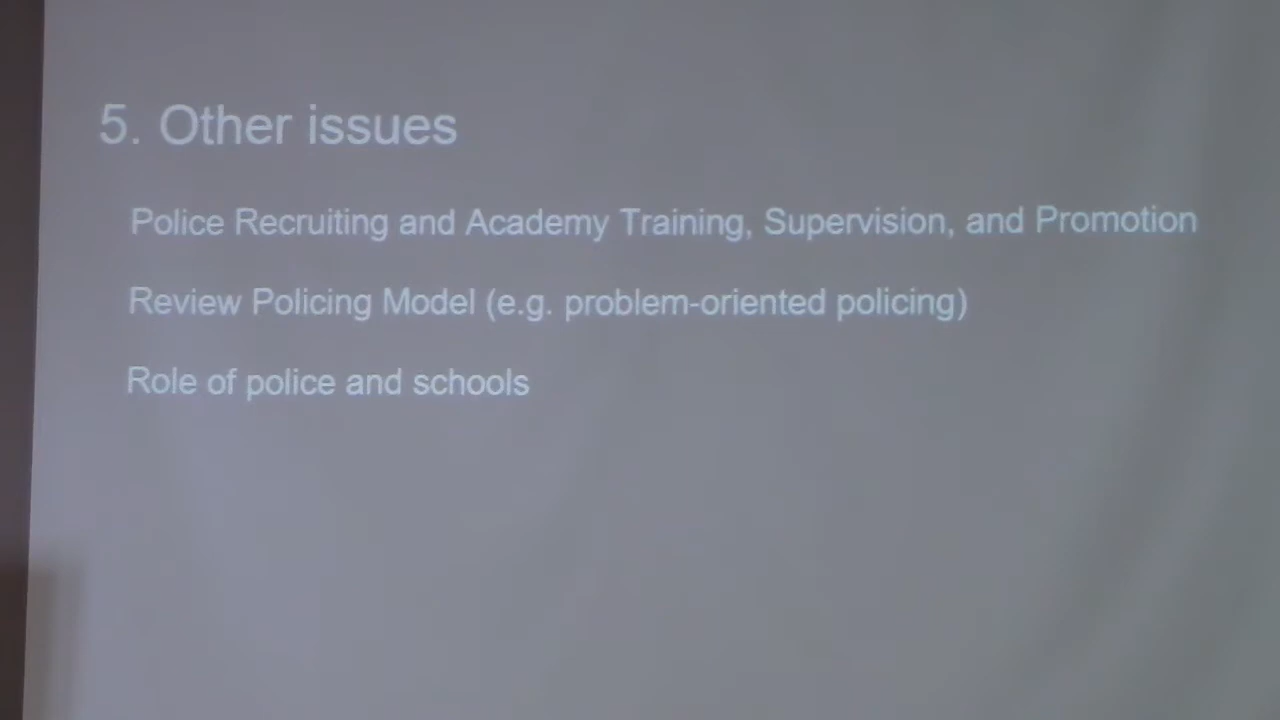 5. Other issues
Police Recruiting and Academy Training, Supervision, and Promotion
Review Policing Model (e.g. problem-oriented policing)
Role of police and schools